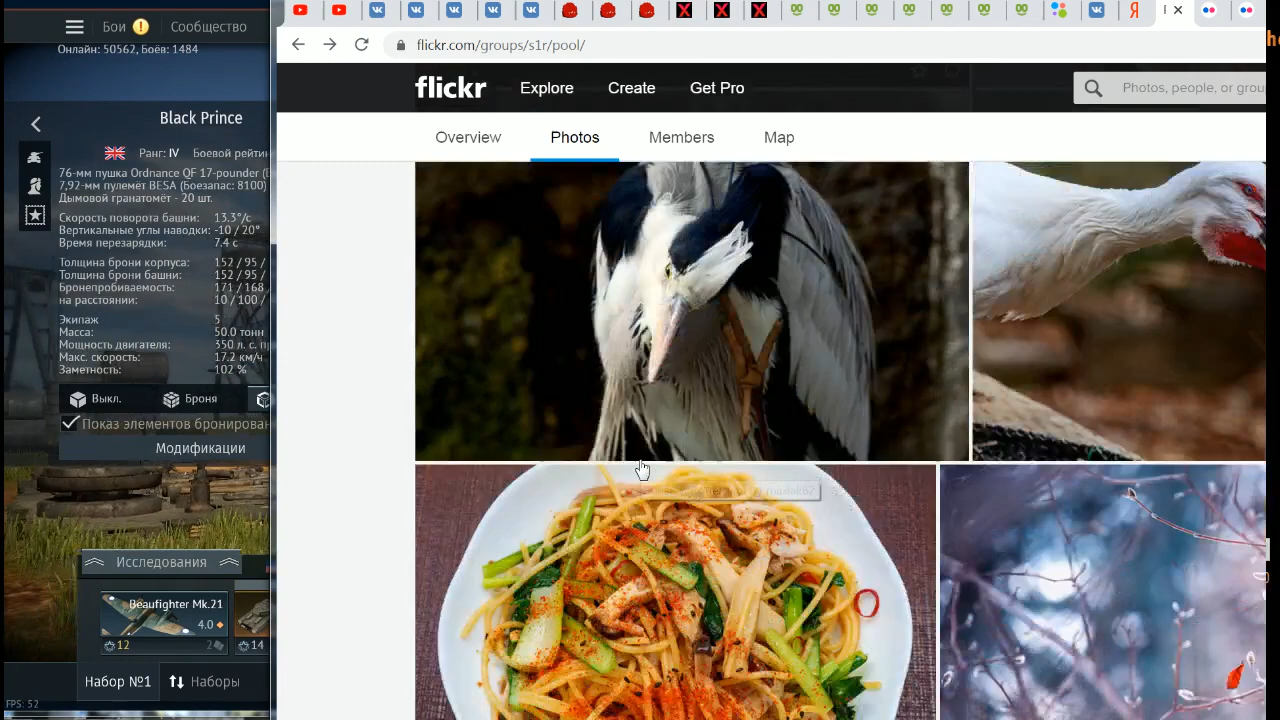 Бои
Сообщество
Онлайн: 50562, Боёв: 1484
Black Prince
Ранг: IV Боевой рейтин
76-мм пушка Ordnance QF 17-pounder (
7,92-мм пулемёт BESA (Боезапас: 8100)
Дымовой гранатомёт - 20 шт.
Скорость поворота башни: 13.3°/с
Вертикальные углы наводки: -10 / 20°
Время перезарядки: 7.4 с
Толщина брони корпуса: 152 / 95 /
Толщина брони башни: 152 / 95 /
Бронепробиваемость: 171 / 168
на расстоянии: 10 / 100 /
Экипаж 5
Масса: 50.0 тонн
Мощность двигателя: 350 л. с. п
Макс. скорость: 17.2 км/ч
Заметность: 102 %
Выкл.
Броня
Показ элементов бронирован
Модификации
Исследования
Beaufighter Mk.21
4.0
12
2
14
Набор №1
Наборы
FPS: 52
flickr.com/groups/s1r/pool/
flickr
Explore
Create
Get Pro
Photos, people, or grou
Overview
Photos
Members
Map